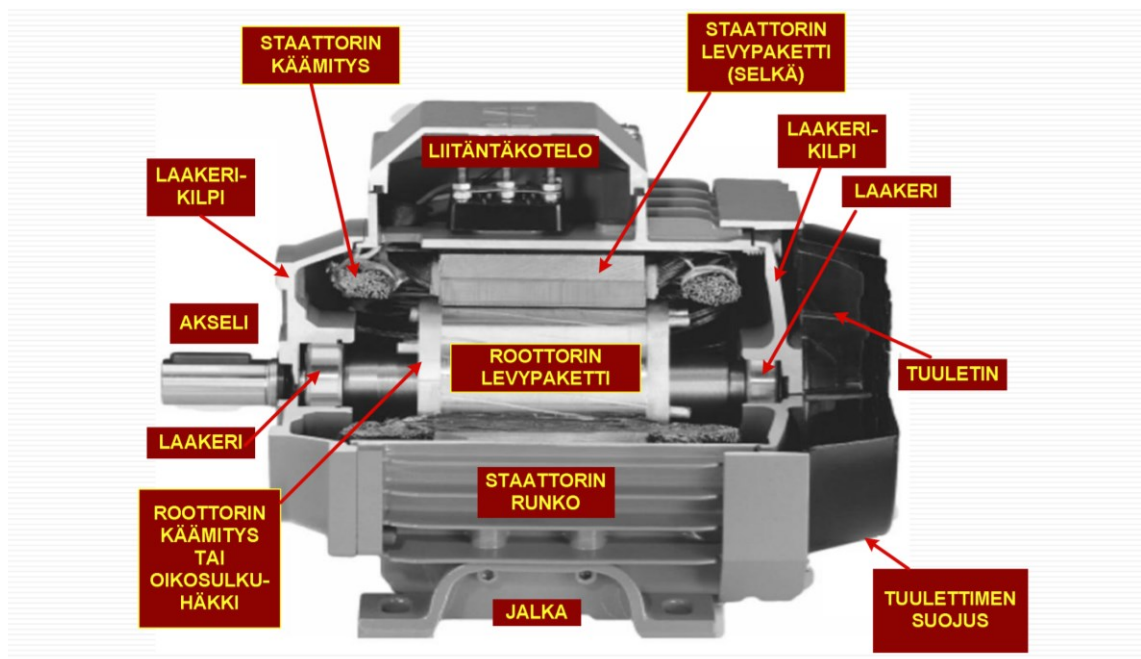 STAATTORIN
KÄÄMITYS
STAATTORIN
LEVYPAKETTI
(SELKÄ)
LIITÄNTÄKOTELO
LAAKERI-
KILPI
LAAKERI-
KILPI
LAAKERI
AKSELI
ROOTTORIN
LEVYPAKETTI
TUULETIN
LAAKERI
STAATTORIN
RUNKO
ROOTTORIN
KÄÄMITYS
TAI
OIKOSULKU-
HÄKKI
JALKA
TUULETTIMEN
SUOJUS